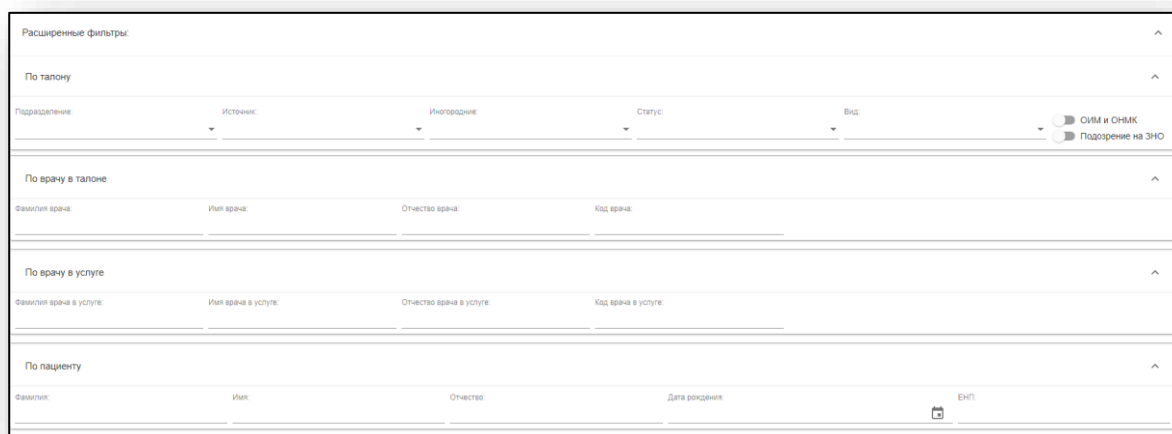 Расширенные фильтры:
По талону
Подразделение: Источник: Иногородние: Статус: Вид:
ОИМ и ОНМК
Подозрение на ЗНО
По врачу в талоне
Фамилия врача: Имя врача: Отчество врача: Код врача:
По врачу в услуге
Фамилия врача в услуге: Имя врача в услуге: Отчество врача в услуге: Код врача в услуге:
По пациенту
Фамилия: Имя: Отчество: Дата рождения: ЕНП: